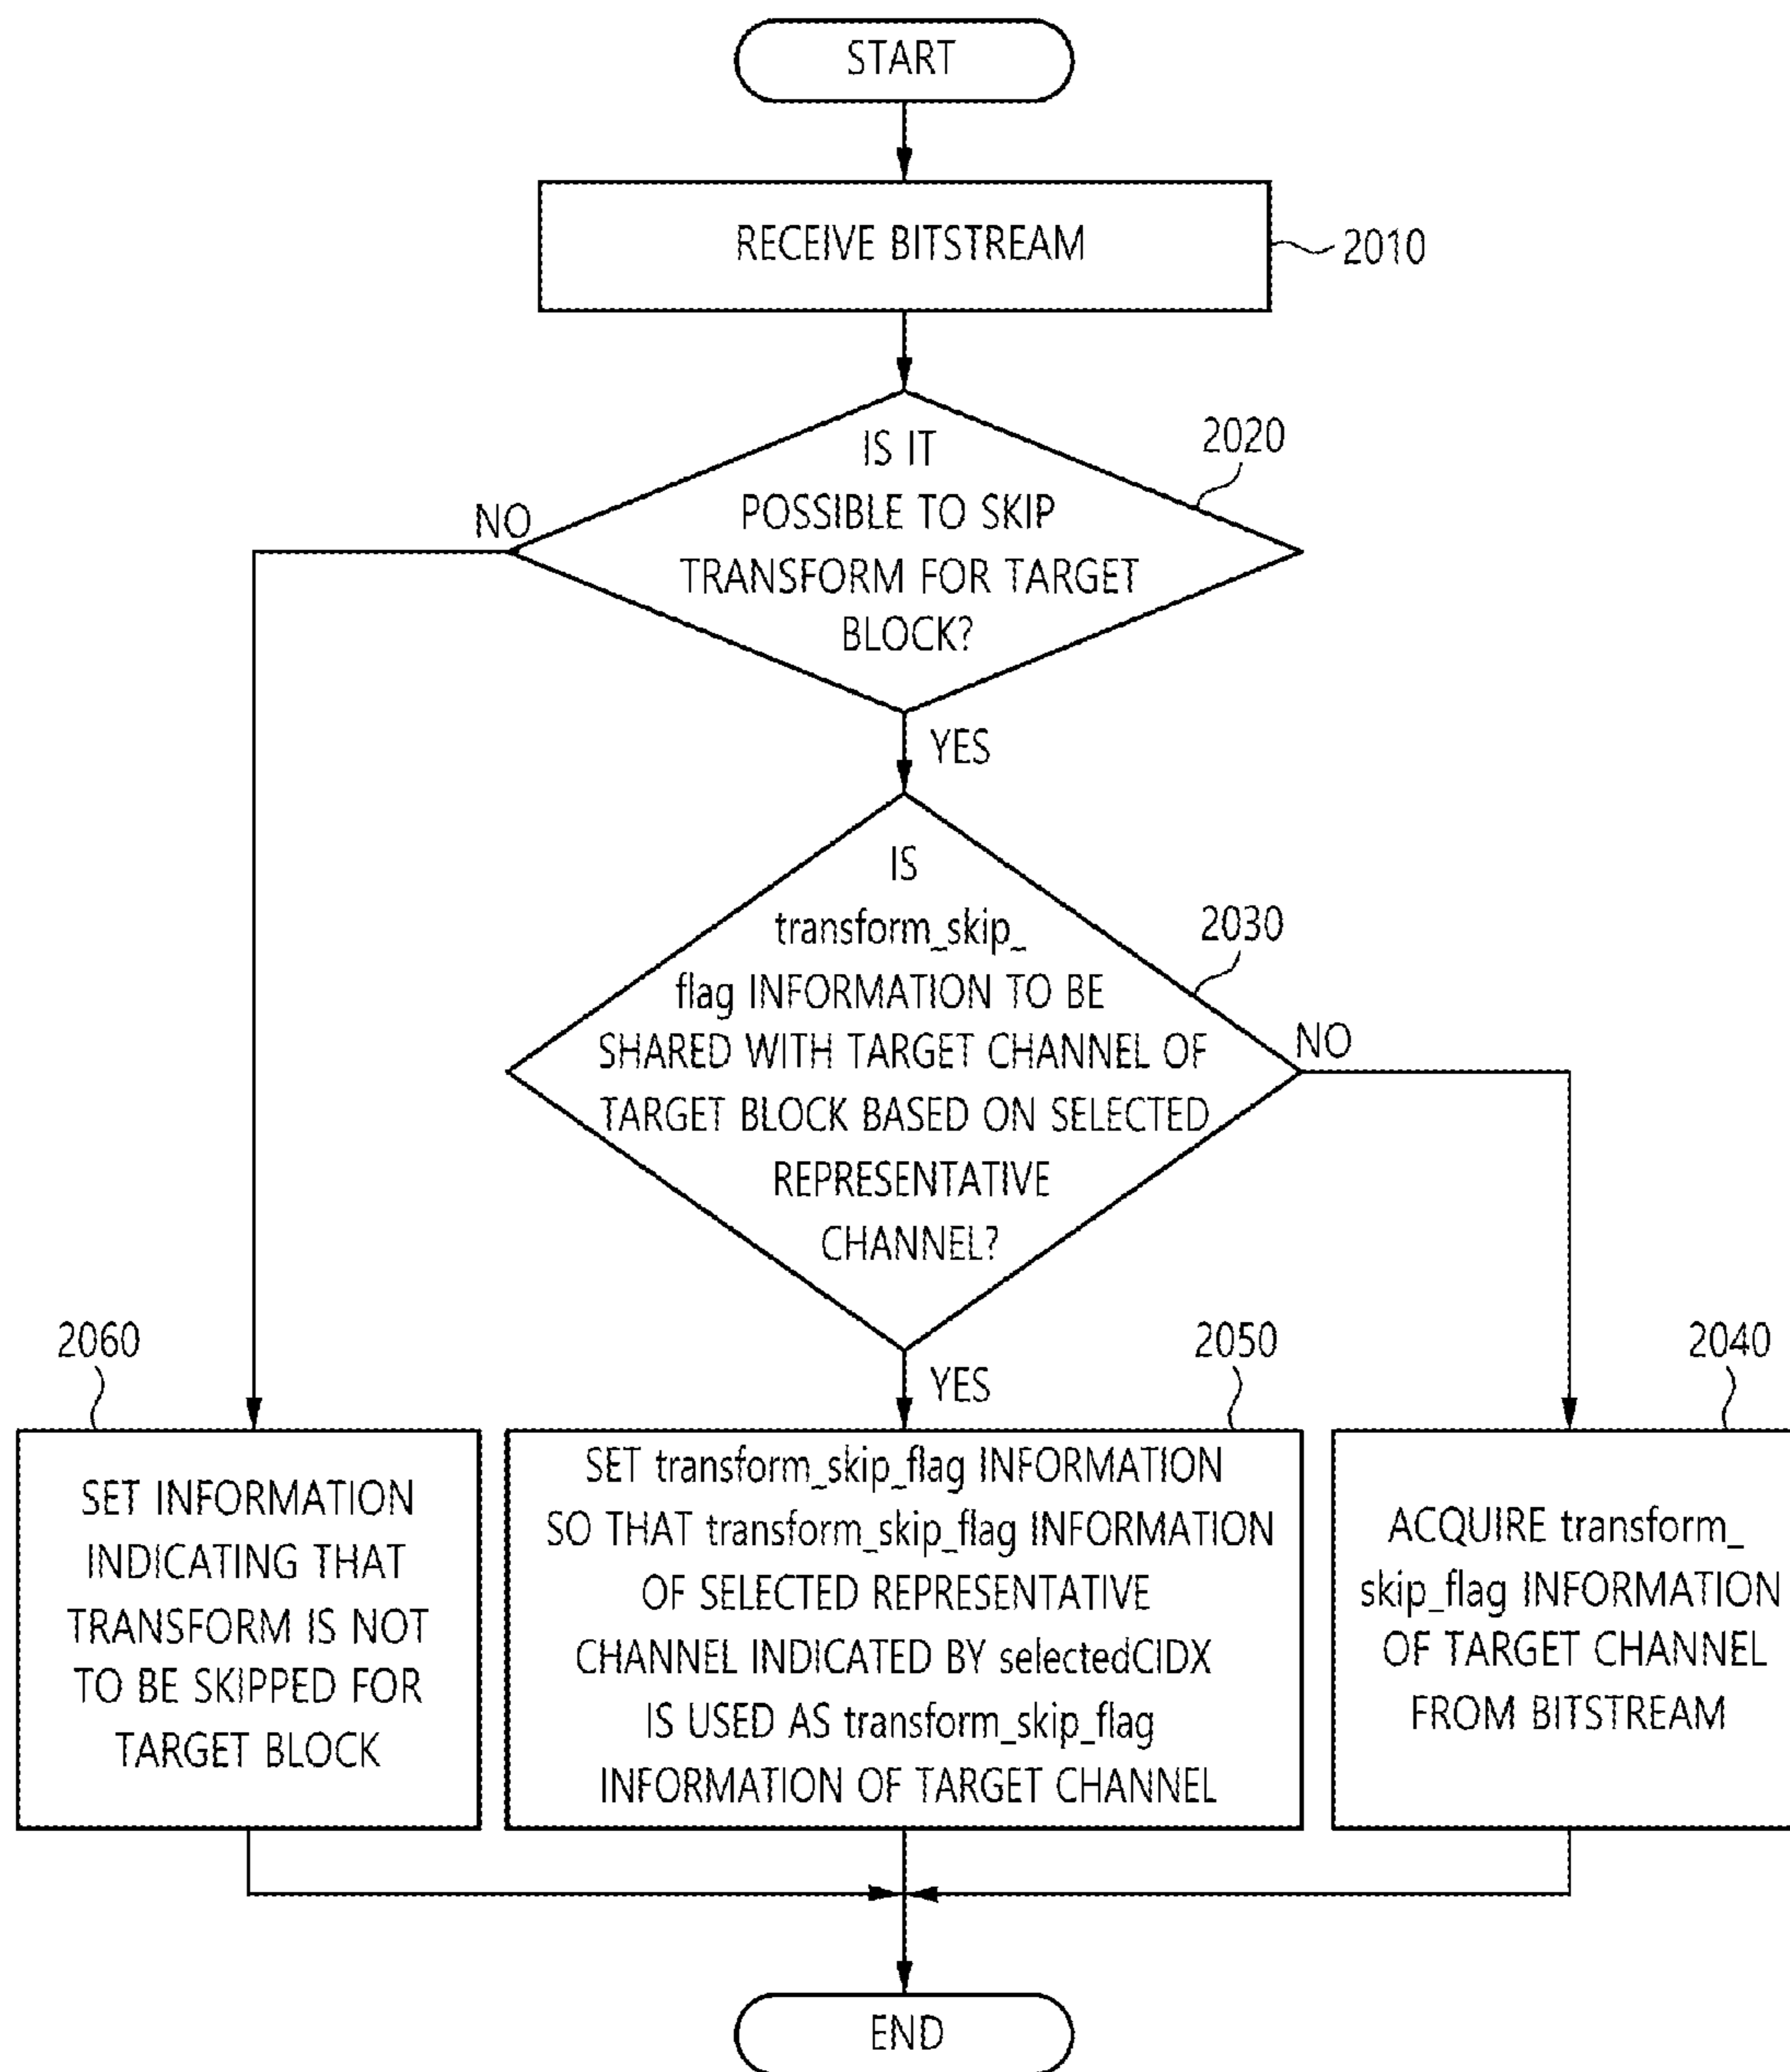 START
RECEIVE BITSTREAM
2010
IS IT
POSSIBLE TO SKIP
TRANSFORM FOR TARGET
BLOCK?
2020
NO
YES
IS
transform_skip_
flag INFORMATION TO BE
SHARED WITH TARGET CHANNEL OF
TARGET BLOCK BASED ON SELECTED
REPRESENTATIVE
CHANNEL?
2030
NO
YES
2060
SET INFORMATION
INDICATING THAT
TRANSFORM IS NOT
TO BE SKIPPED FOR
TARGET BLOCK
2050
SET transform_skip_flag INFORMATION
SO THAT transform_skip_flag INFORMATION
OF SELECTED REPRESENTATIVE
CHANNEL INDICATED BY selectedCIDX
IS USED AS transform_skip_flag
INFORMATION OF TARGET CHANNEL
2040
ACQUIRE transform_
skip_flag INFORMATION
OF TARGET CHANNEL
FROM BITSTREAM
END